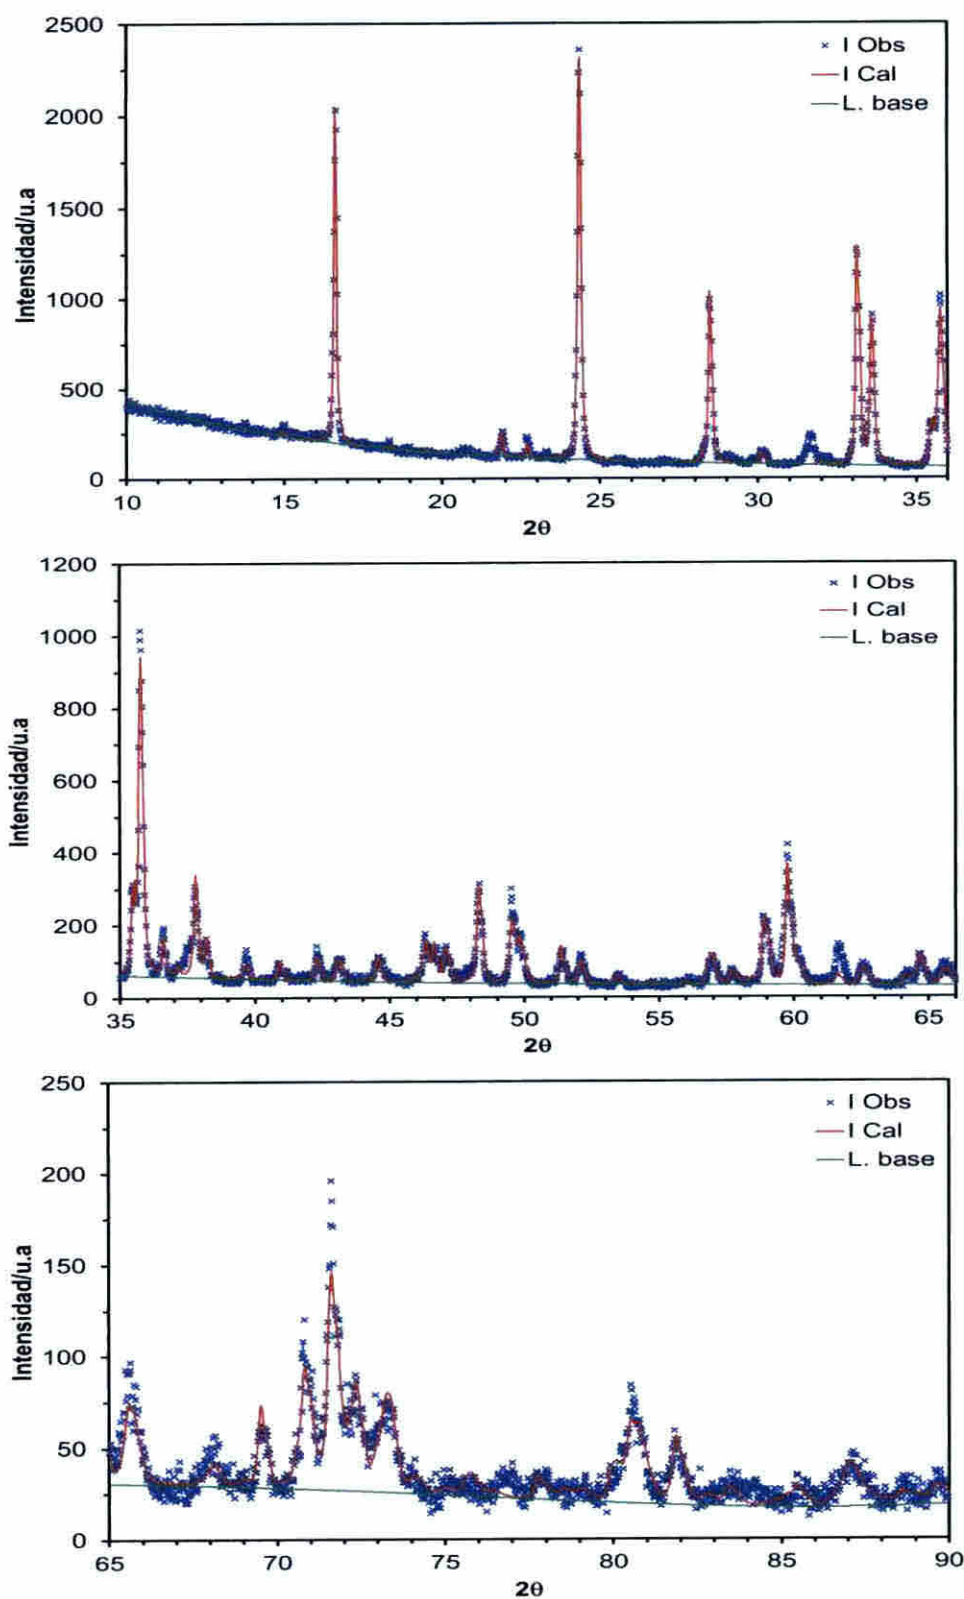 2500
2000
1500
1000
500
0
Intensidad/u.a
× I Obs
I Cal
L. base
10 15 20 25 30 35
2θ
1200
1000
800
600
400
200
0
Intensidad/u.a
× I Obs
I Cal
L. base
35 40 45 50 55 60 65
2θ
250
200
150
100
50
0
Intensidad/u.a
× I Obs
I Cal
L. base
65 70 75 80 85 90
2θ